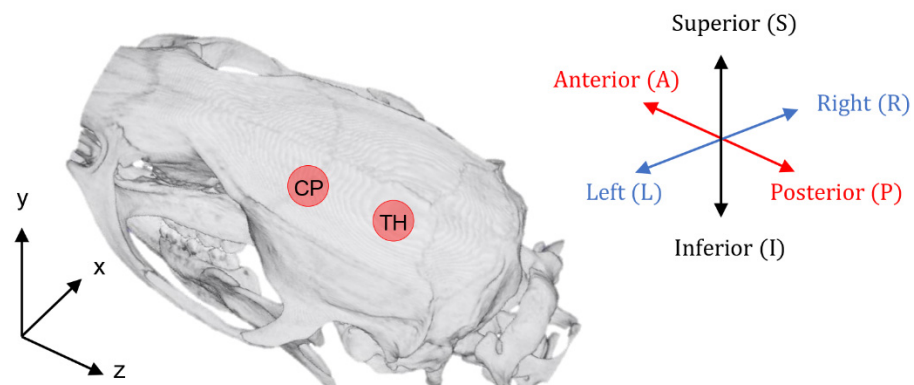 Superior (S)
Anterior (A)
Right (R)
CP
Left (L)
Posterior (P)
TH
Inferior (I)
y
x
z